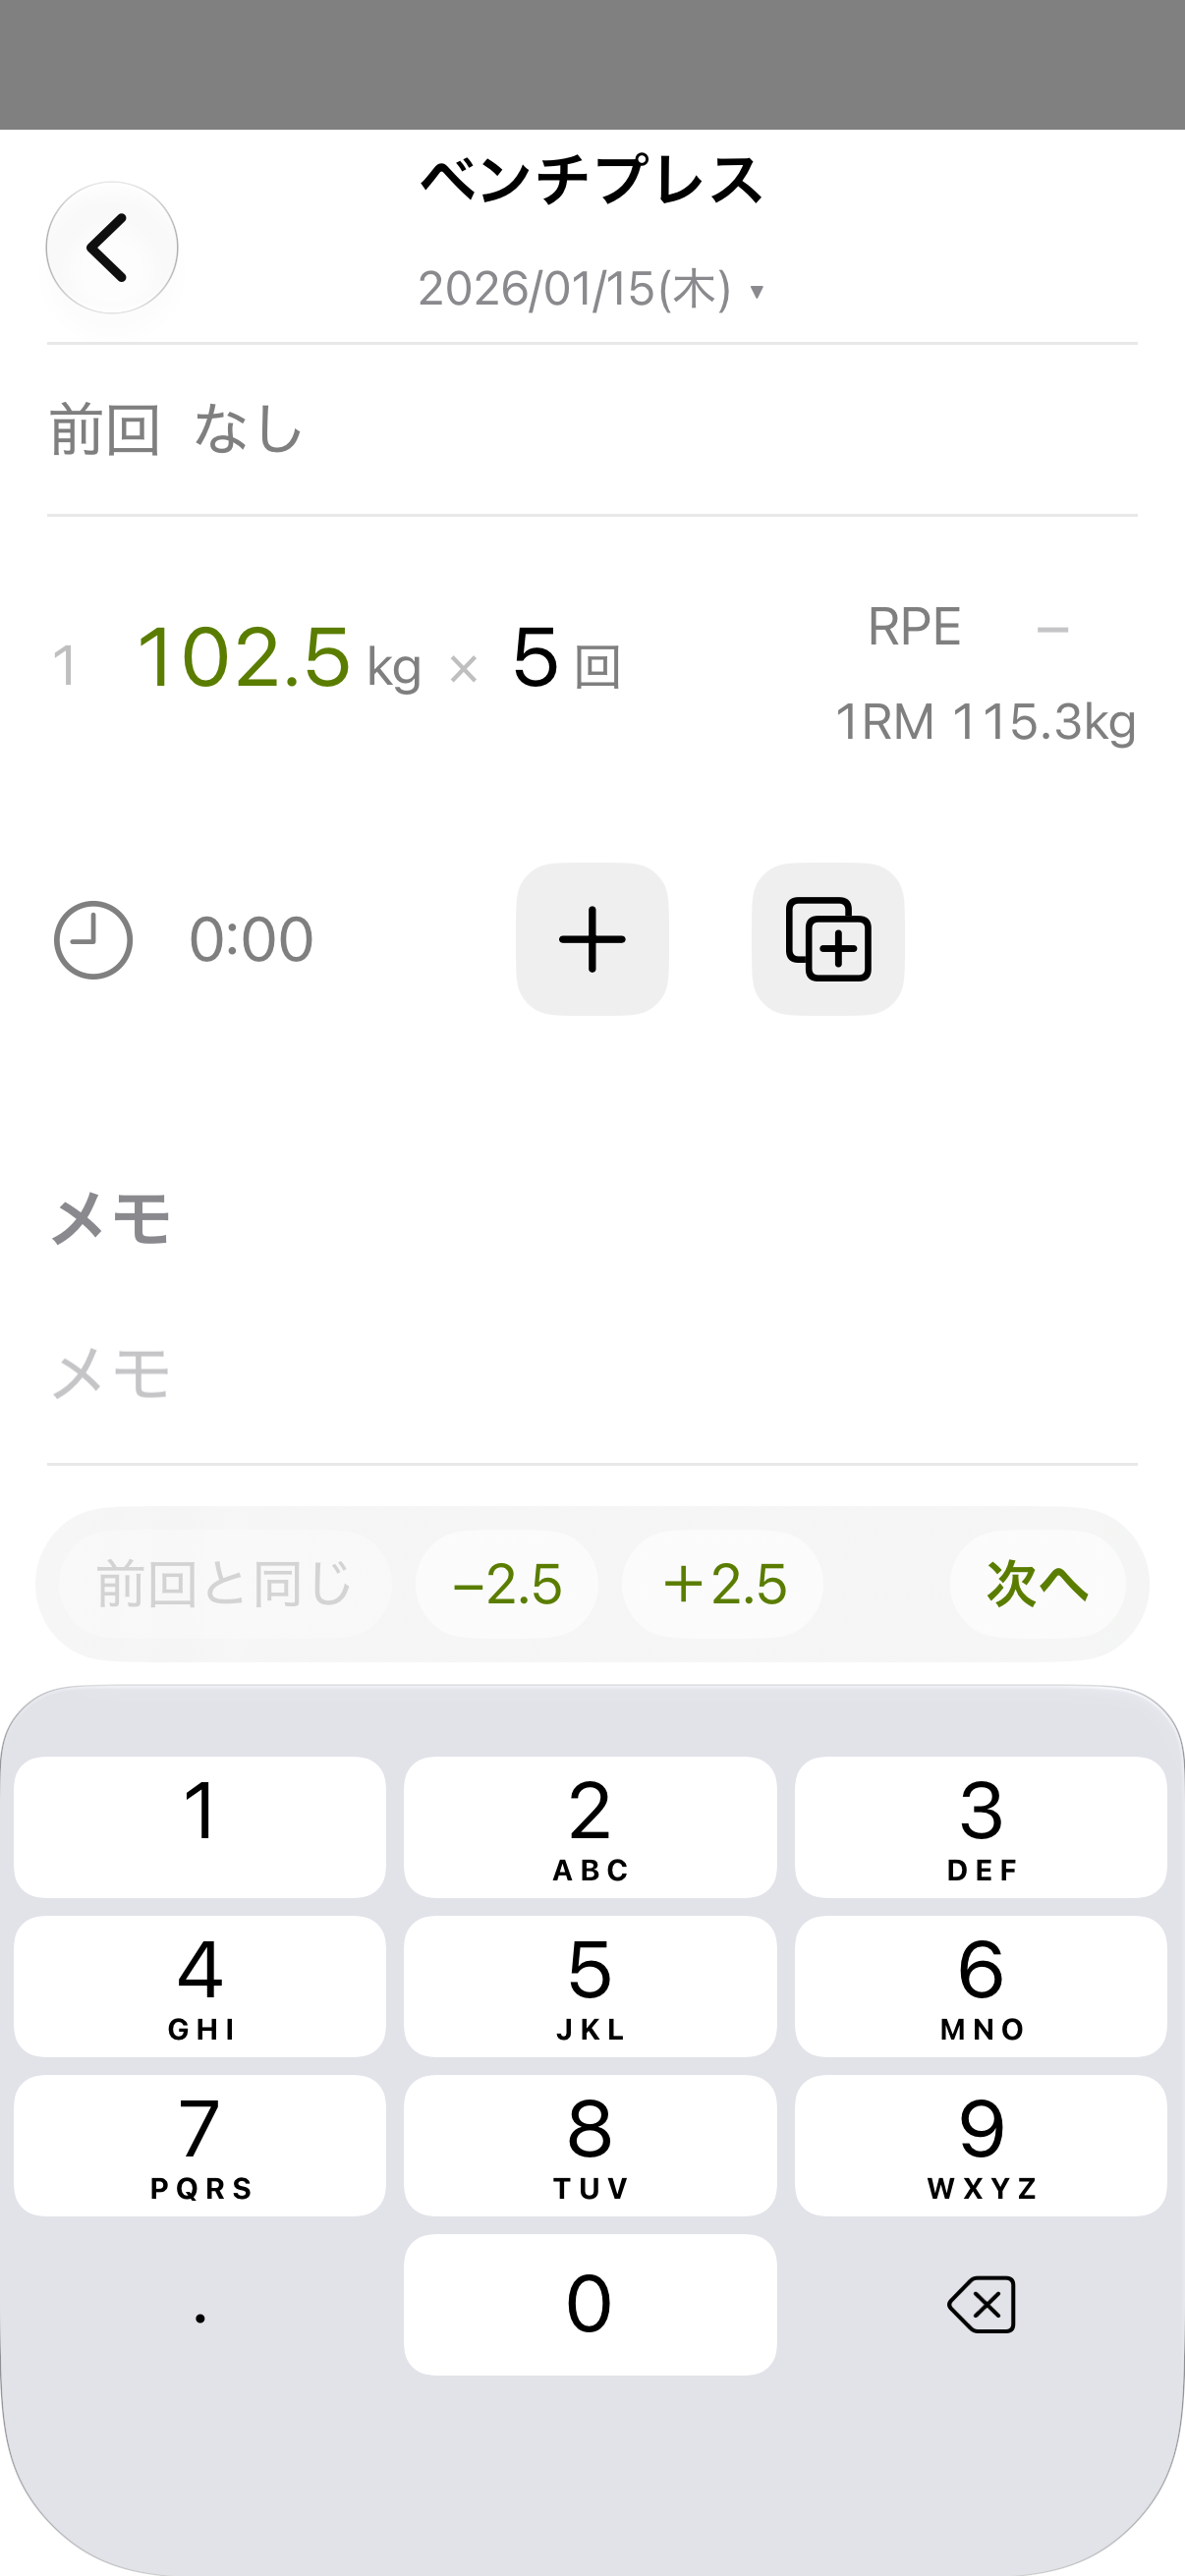 ベンチプレス
2026/01/15(木) ▼
前回 なし
1 102.5 kg × 5 回
RPE –
1RM 115.3kg
0:00
メモ
メモ
前回と同じ –2.5 +2.5 次へ
1 2 3
ABC DEF
4 5 6
GHI JKL MNO
7 8 9
PQRS TUV WXYZ
. 0